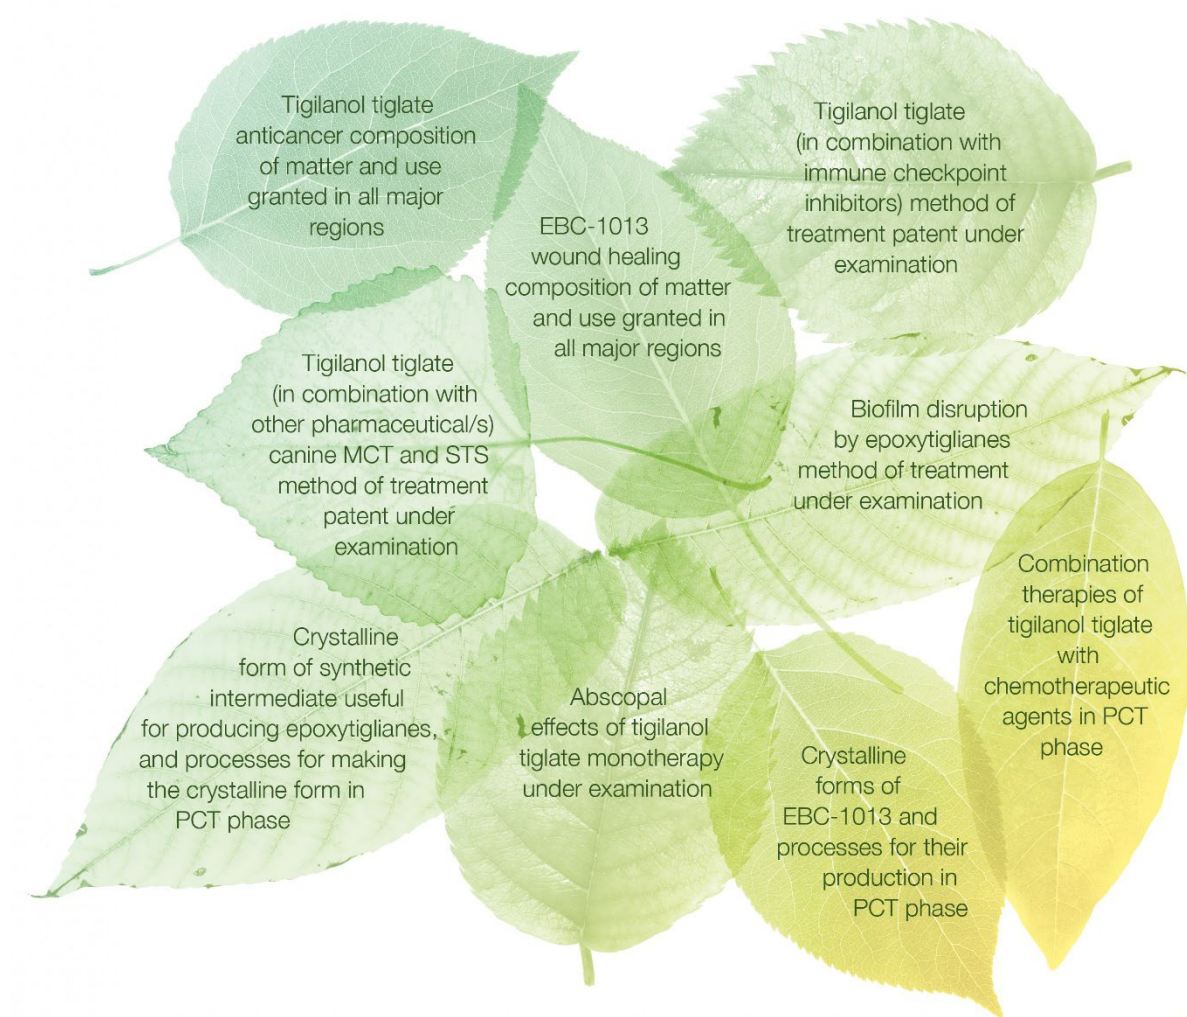 Tigilanol tiglate
anticancer composition
of matter and use
granted in all major
regions
EBC-1013
wound healing
composition of matter
and use granted in
all major regions
Tigilanol tiglate
(in combination with
immune checkpoint
inhibitors) method of
treatment patent under
examination
Tigilanol tiglate
(in combination with
other pharmaceutical/s)
canine MCT and STS
method of treatment
patent under
examination
Biofilm disruption
by epoxytiglianes
method of treatment
under examination
Combination
therapies of
tigilanol tiglate
with
chemotherapeutic
agents in PCT
phase
Crystalline
form of synthetic
intermediate useful
for producing epoxytiglianes,
and processes for making
the crystalline form in
PCT phase
Abscopal
effects of tigilanol
tiglate monotherapy
under examination
Crystalline
forms of
EBC-1013 and
processes for their
production in
PCT phase